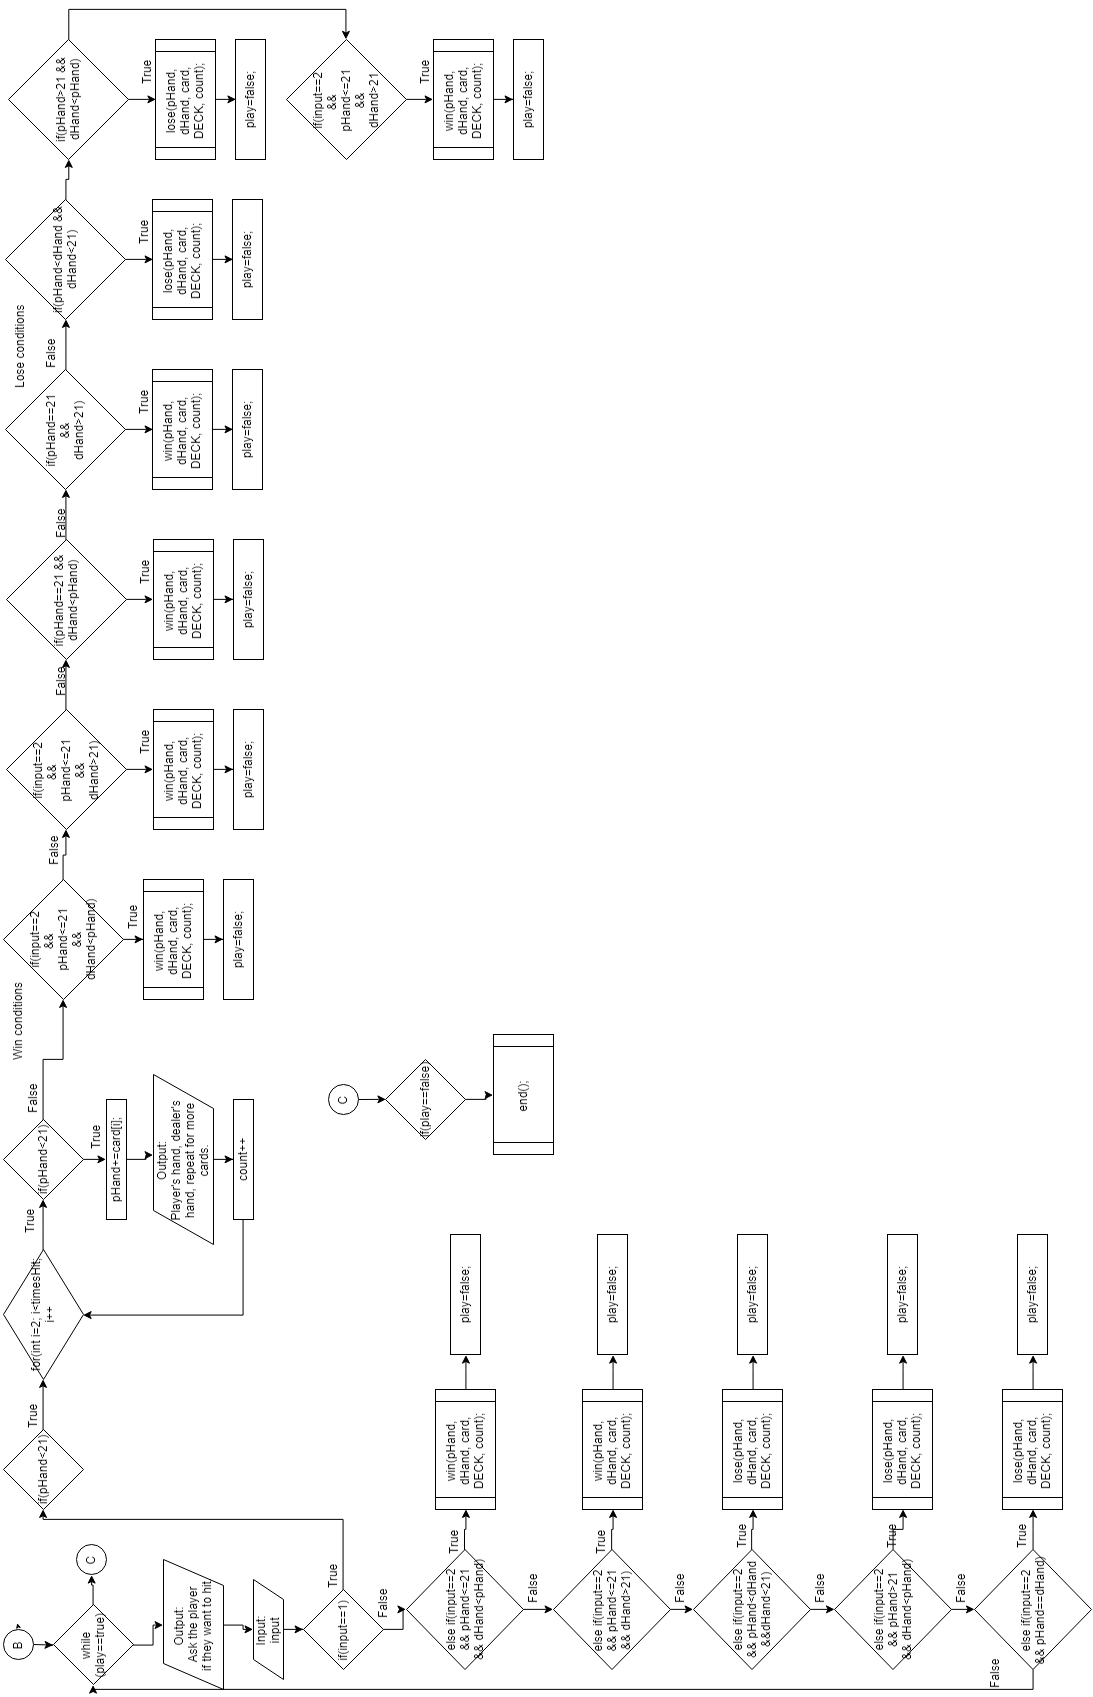 B
while
(play==true)
C
Output:
Ask the player
if they want to hit
Input:
input
if(input==1)
True
False
if(pHand<21)
True
for(int i=2; i<timesHit;
i++
True
if(pHand<21)
True
pHand+=card[i];
Output:
Player's hand, dealer's
hand, repeat for more
cards.
count++
False
Win conditions
if(input==2
&&
pHand<=21
&&
dHand<pHand)
True
win(pHand,
dHand, card,
DECK, count);
play=false;
False
if(input==2
&&
pHand<=21
&&
dHand>21)
True
win(pHand,
dHand, card,
DECK, count);
play=false;
False
if(pHand==21 &&
dHand<pHand)
True
win(pHand,
dHand, card,
DECK, count);
play=false;
False
if(pHand==21
&&
dHand>21)
True
win(pHand,
dHand, card,
DECK, count);
play=false;
False
Lose conditions
if(pHand<dHand &&
dHand<21)
True
lose(pHand,
dHand, card,
DECK, count);
play=false;
if(pHand>21 &&
dHand<pHand)
True
lose(pHand,
dHand, card,
DECK, count);
play=false;
if(input==2
&&
pHand<=21
&&
dHand>21
True
win(pHand,
dHand, card,
DECK, count);
play=false;
C
if(play==false)
end();
else if(input==2
&& pHand<=21
&& dHand<pHand)
True
win(pHand,
dHand, card,
DECK, count);
play=false;
False
else if((input==2
&& pHand<=21
&& dHand>21)
True
win(pHand,
dHand, card,
DECK, count);
play=false;
False
else if((input==2
&& pHand<dHand
&&dHand<21)
True
lose(pHand,
dHand, card,
DECK, count);
play=false;
False
else if((input==2
&& pHand>21
&& dHand<pHand)
True
lose(pHand,
dHand, card,
DECK, count);
play=false;
False
else if((input==2
&& pHand==dHand)
True
lose(pHand,
dHand, card,
DECK, count);
play=false;
False